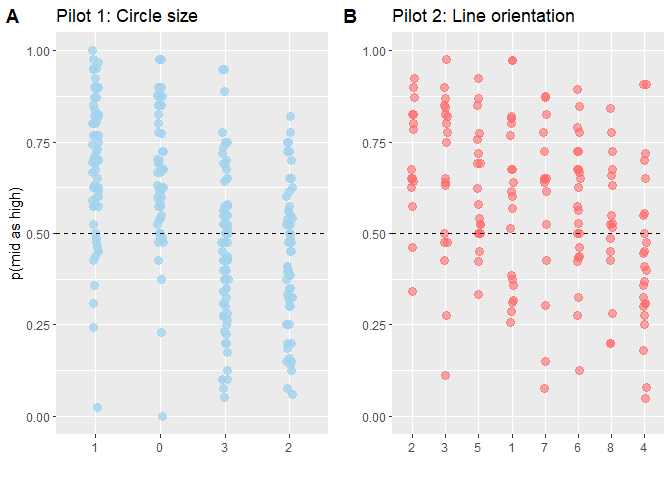 A Pilot 1: Circle size
p(mid as high)
1.00
0.75
0.50
0.25
0.00
1 0 3 2
B Pilot 2: Line orientation
1.00
0.75
0.50
0.25
0.00
2 3 5 1 7 6 8 4